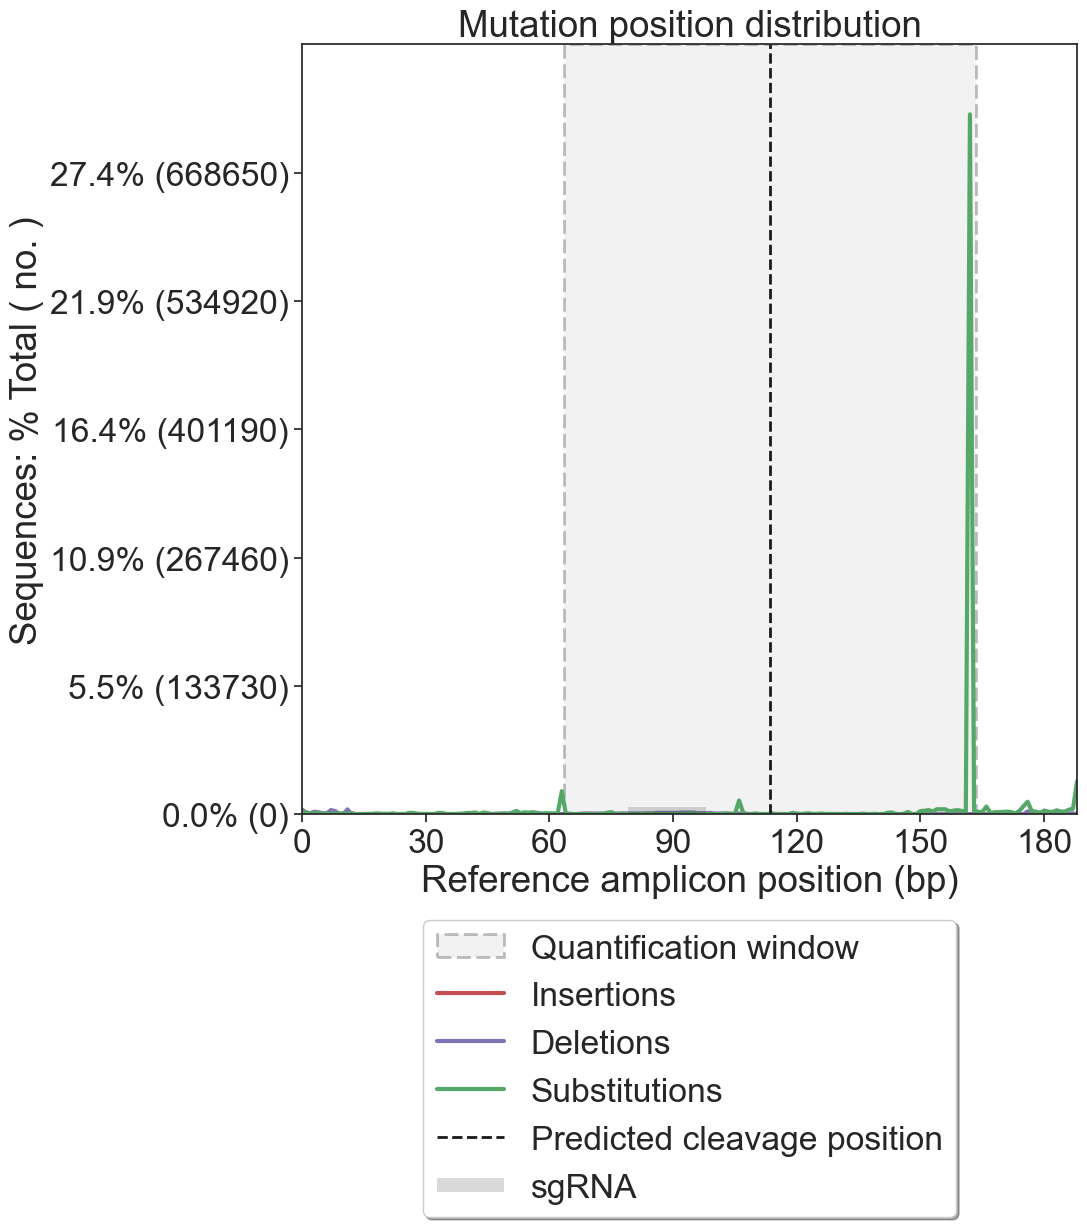 Mutation position distribution
Sequences: % Total ( no. )
27.4% (668650)
21.9% (534920)
16.4% (401190)
10.9% (267460)
5.5% (133730)
0.0% (0)
0 30 60 90 120 150 180
Reference amplicon position (bp)
Quantification window
Insertions
Deletions
Substitutions
Predicted cleavage position
sgRNA